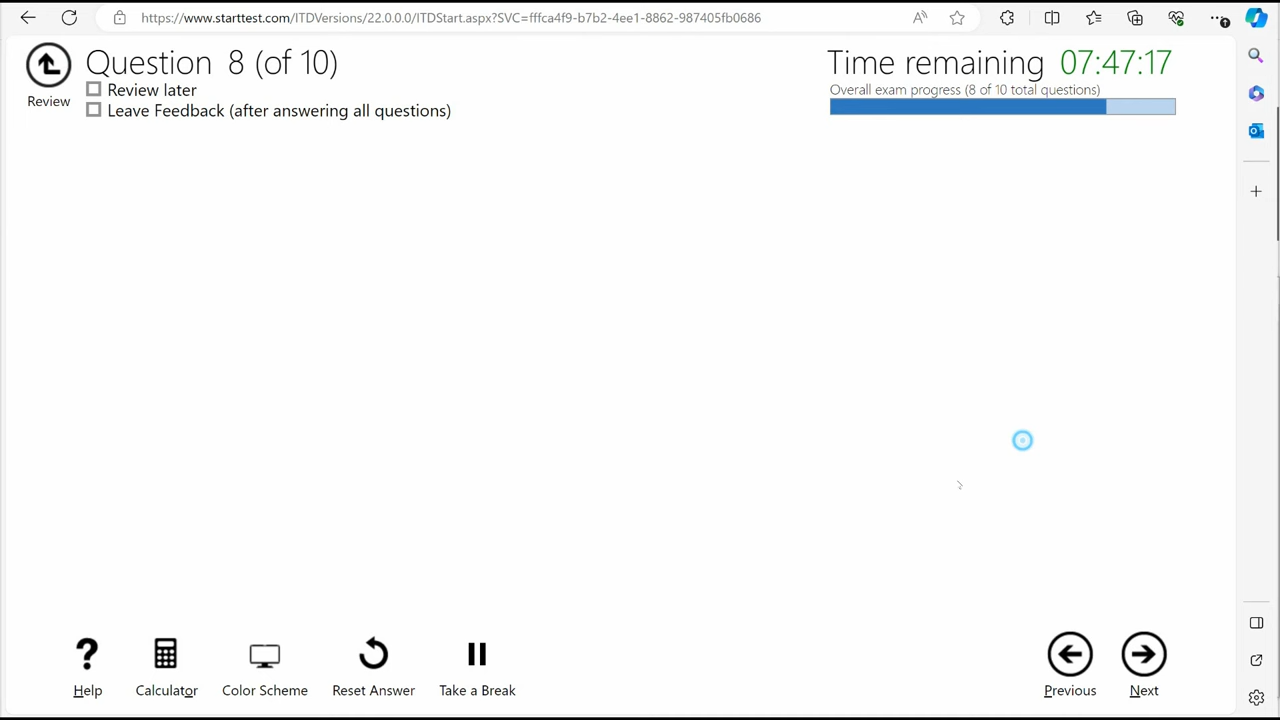 https://www.starttest.com/ITDVersions/22.0.0.0/ITDStart.aspx?SVC=fffca4f9-b7b2-4ee1-8862-987405fb0686
Question 8 (of 10)
Time remaining 07:47:17
Review later
Overall exam progress (8 of 10 total questions)
Review
Leave Feedback (after answering all questions)
Help
Calculator
Color Scheme
Reset Answer
Take a Break
Previous
Next